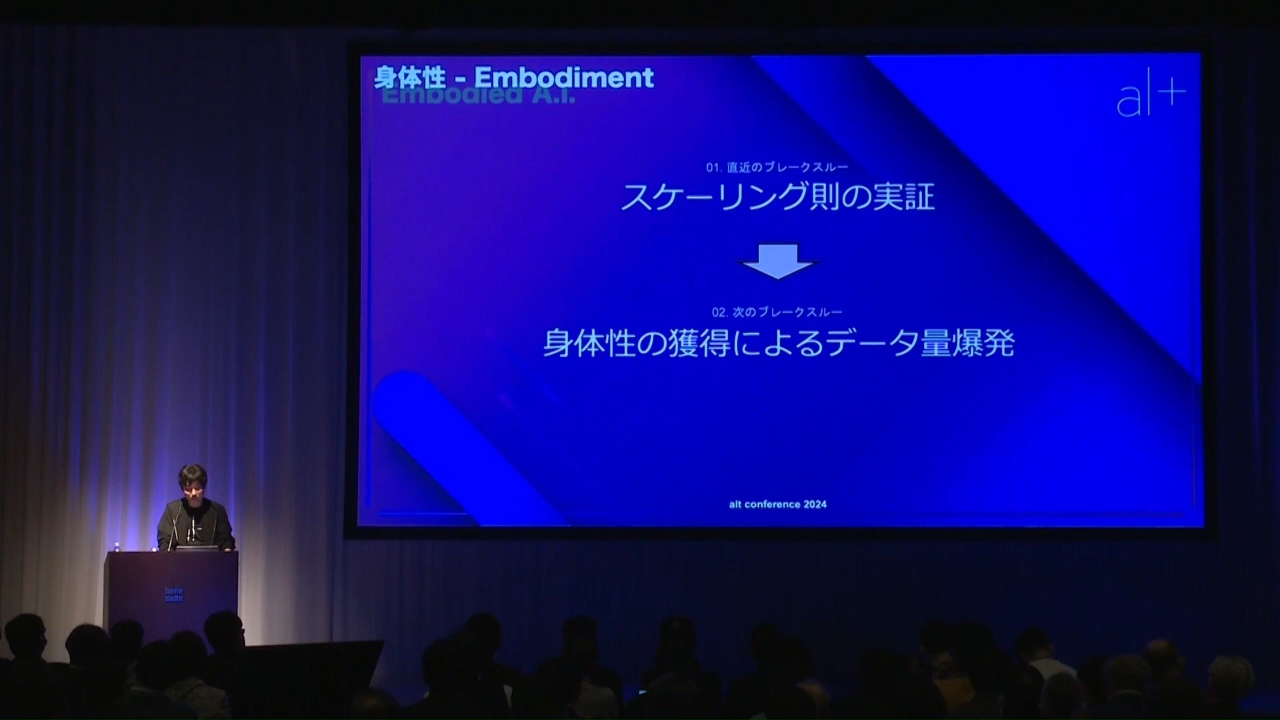 身体性 - Embodiment
Embodied A.I.
al+
01. 直近のブレークスルー
スケーリング則の実証
02. 次のブレークスルー
身体性の獲得によるデータ量爆発
alt conference 2024